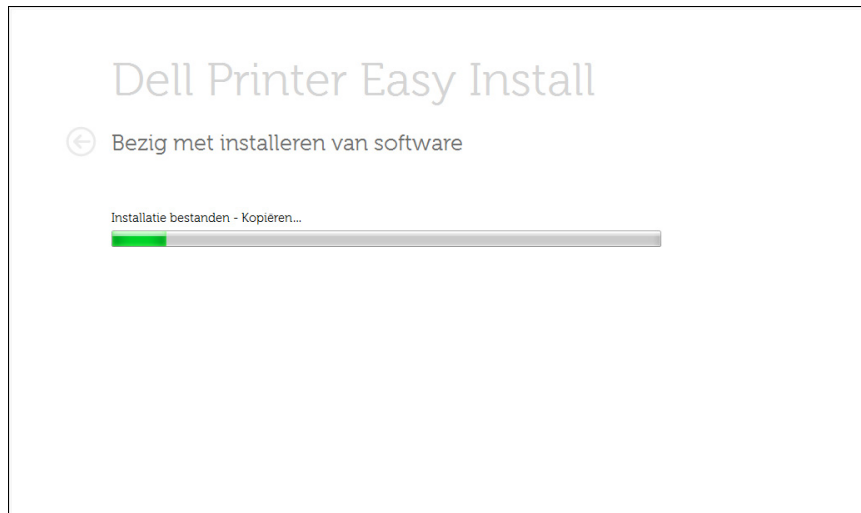 Dell Printer Easy Install
Bezig met installeren van software
Installatie bestanden - Kopiëren...